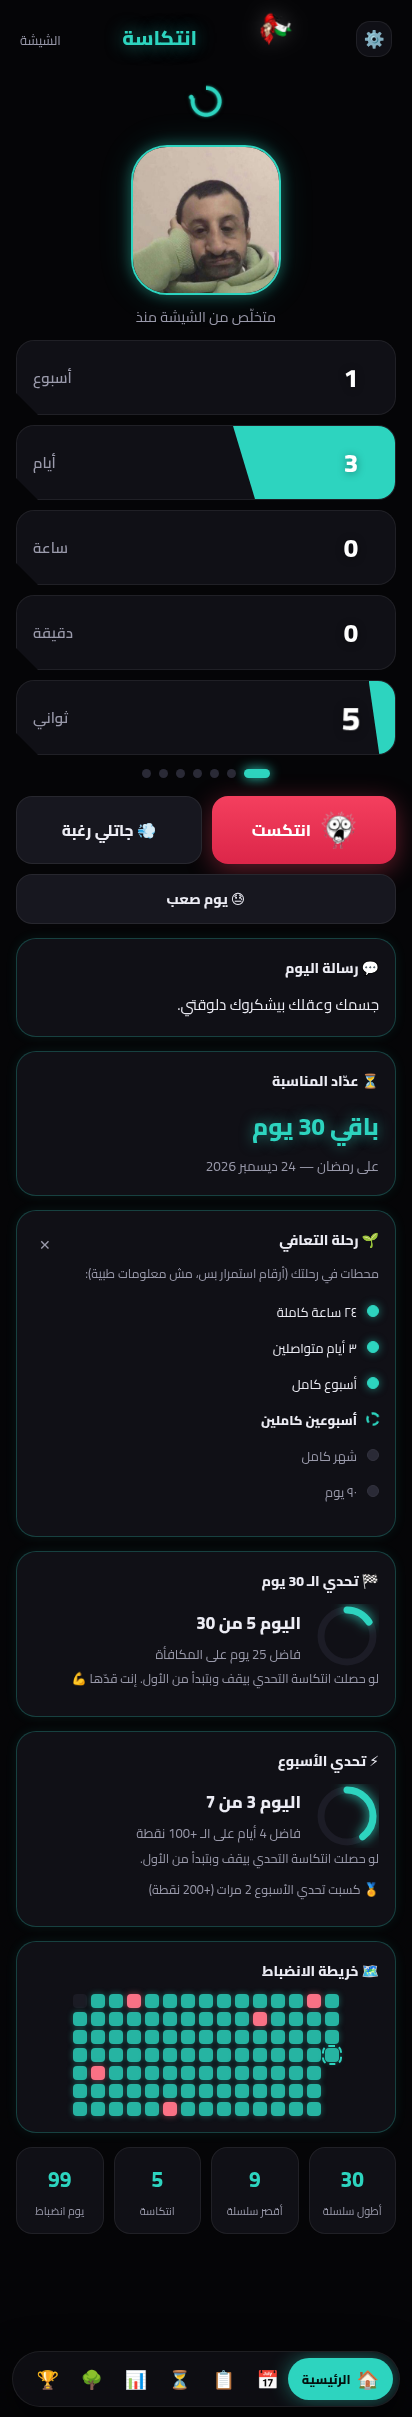 انتكاسة
الشيشة
متخلّص من الشيشة منذ
1 أسبوع
3 أيام
0 ساعة
0 دقيقة
5 ثواني
انتكست
جاتلي رغبة
يوم صعب
رسالة اليوم
جسمك وعقلك بيشكروك دلوقتي.
عدّاد المناسبة
باقي 30 يوم
على رمضان — 24 ديسمبر 2026
رحلة التعافي ×
محطات في رحلتك (أرقام استمرار بس، مش معلومات طبية):
٢٤ ساعة كاملة
٣ أيام متواصلين
أسبوع كامل
أسبوعين كاملين
شهر كامل
٩٠ يوم
تحدي الـ 30 يوم
اليوم 5 من 30
فاضل 25 يوم على المكافأة
لو حصلت انتكاسة التحدي بيقف وبتبدأ من الأول. إنت قدّها
تحدي الأسبوع
اليوم 3 من 7
فاضل 4 أيام على الـ +100 نقطة
لو حصلت انتكاسة التحدي بيقف وبتبدأ من الأول.
كسبت تحدي الأسبوع 2 مرات (+200 نقطة)
خريطة الانضباط
30 9 5 99
أطول سلسلة أقصر سلسلة انتكاسة يوم انضباط
الرئيسية